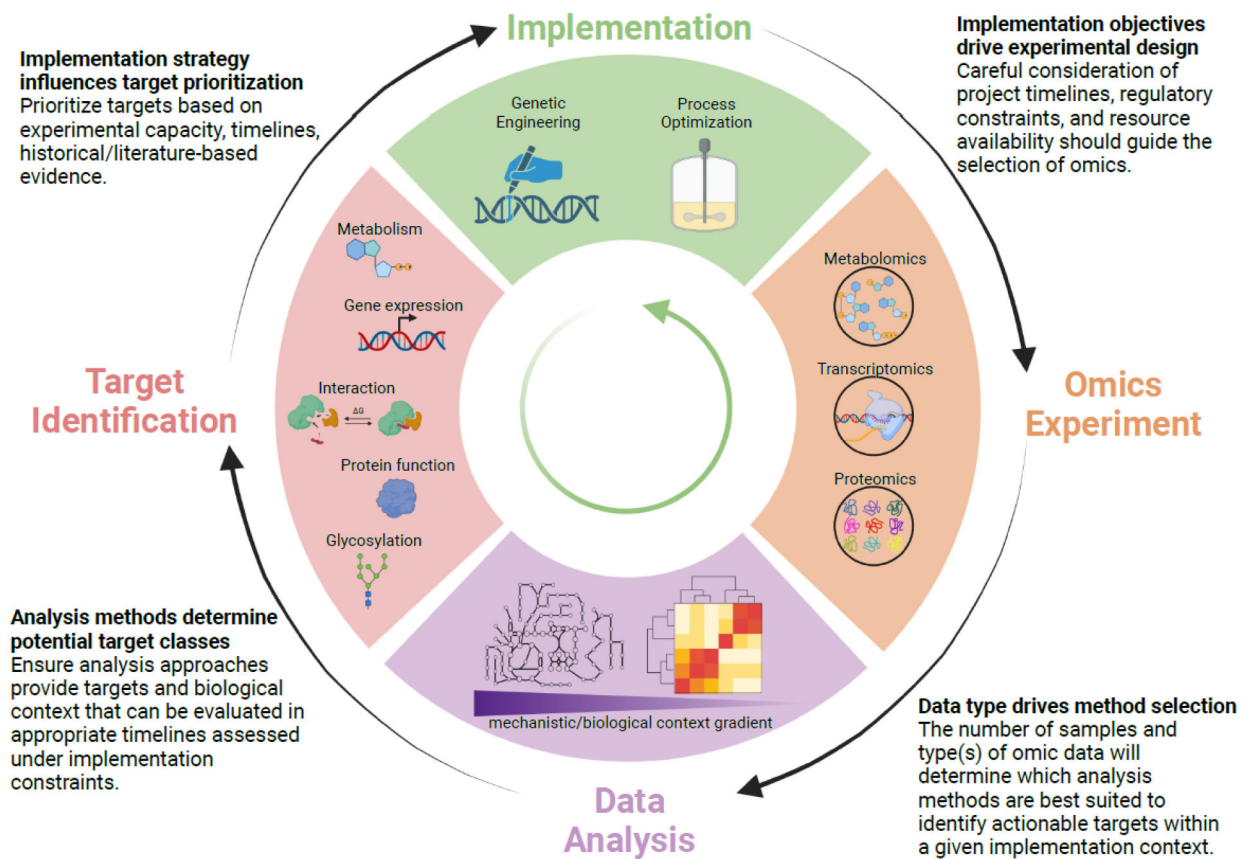 Implementation
Implementation strategy
influences target prioritization
Prioritize targets based on
experimental capacity, timelines,
historical/literature-based
evidence.
Implementation objectives
drive experimental design
Careful consideration of
project timelines, regulatory
constraints, and resource
availability should guide the
selection of omics.
Genetic
Engineering
Process
Optimization
Metabolism
Gene expression
Interaction
ΔG
Protein function
Glycosylation
Metabolomics
Transcriptomics
Proteomics
Target
Identification
Omics
Experiment
mechanistic/biological context gradient
Analysis methods determine
potential target classes
Ensure analysis approaches
provide targets and biological
context that can be evaluated in
appropriate timelines assessed
under implementation
constraints.
Data
Analysis
Data type drives method selection
The number of samples and
type(s) of omic data will
determine which analysis
methods are best suited to
identify actionable targets within
a given implementation context.